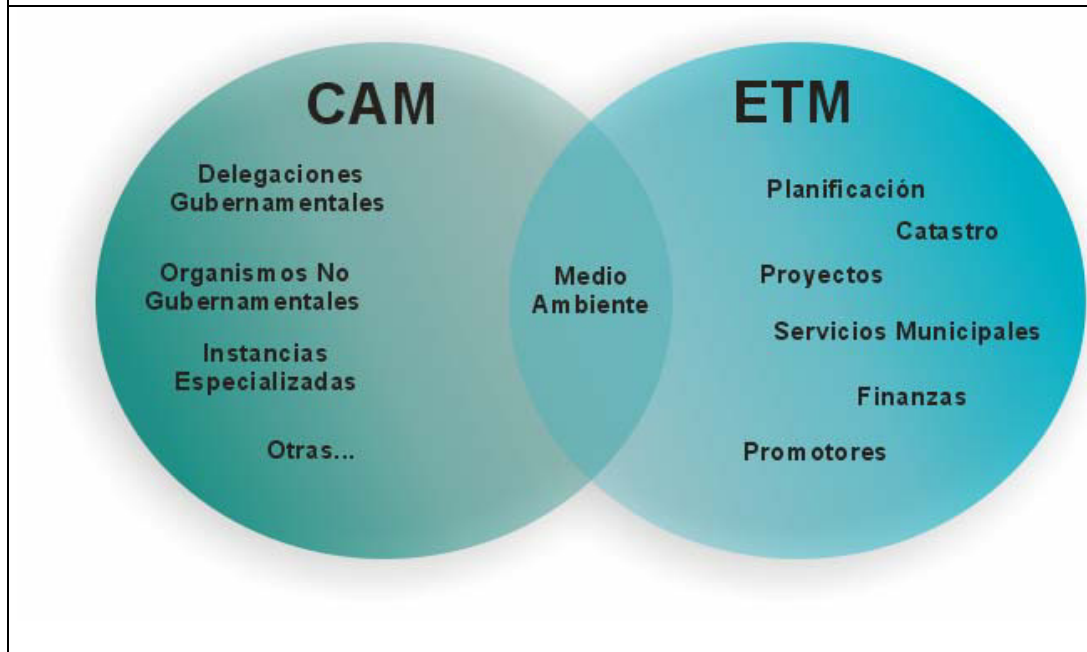 CAM
Delegaciones
Gubernamentales
Organismos No
Gubernamentales
Instancias
Especializadas
Otras...
Medio
Ambiente
ETM
Planificación
Catastro
Proyectos
Servicios Municipales
Finanzas
Promotores